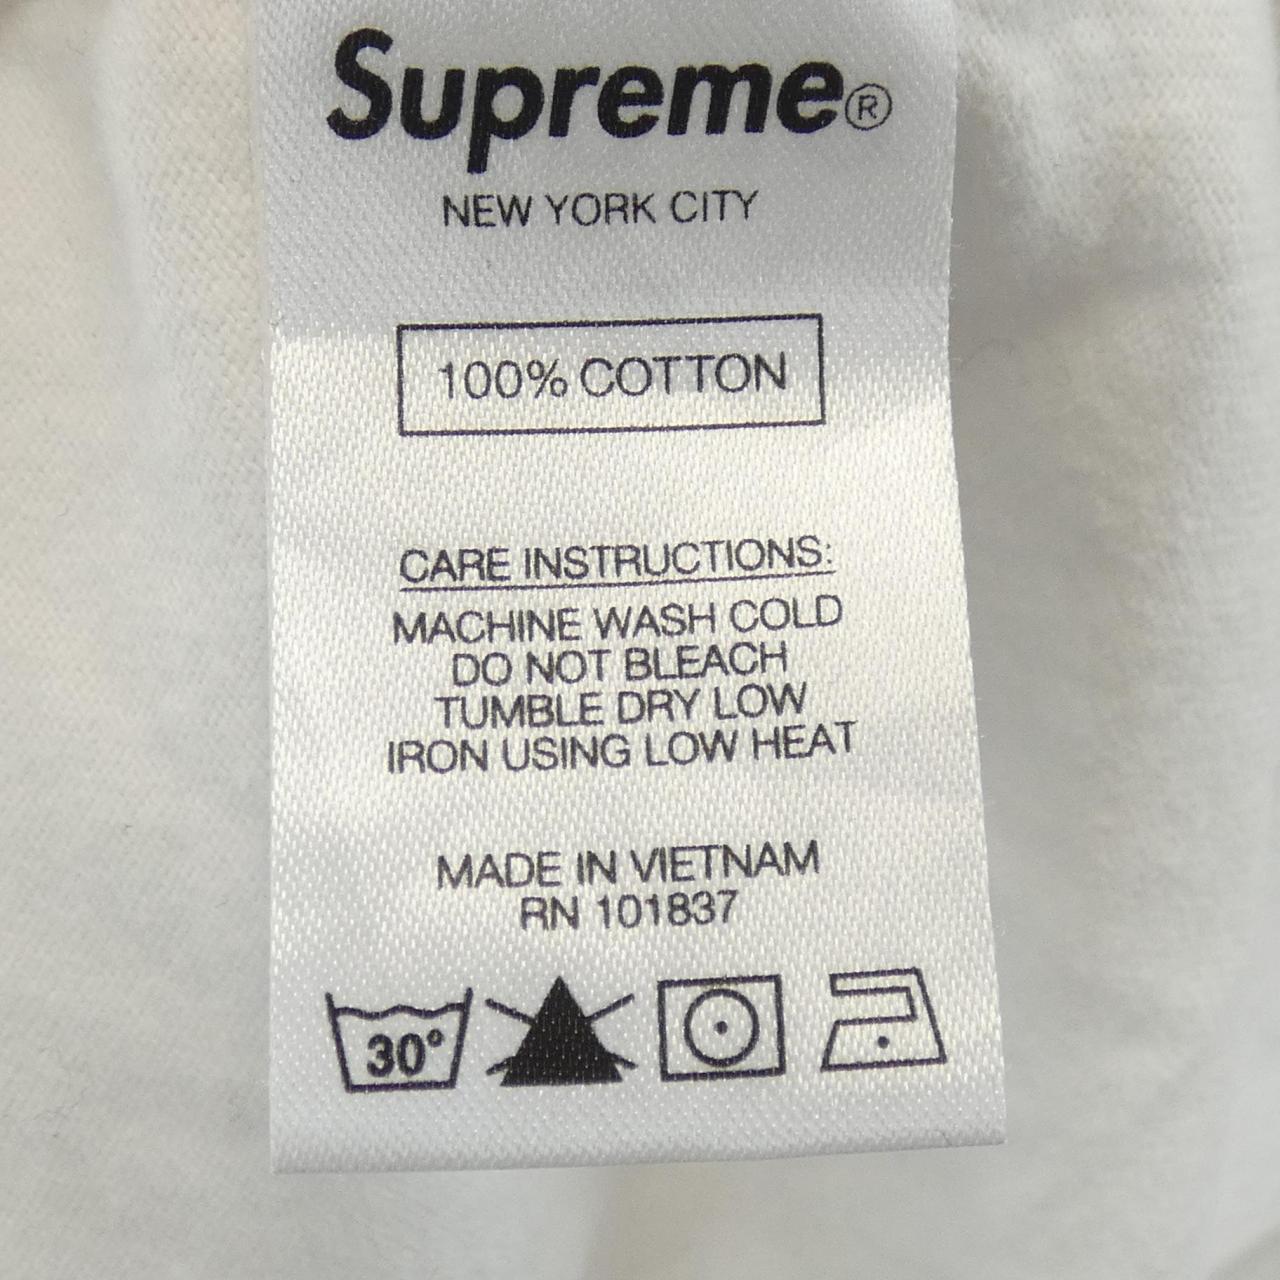 Supreme®
NEW YORK CITY
100% COTTON
CARE INSTRUCTIONS:
MACHINE WASH COLD
DO NOT BLEACH
TUMBLE DRY LOW
IRON USING LOW HEAT
MADE IN VIETNAM
RN 101837
30°